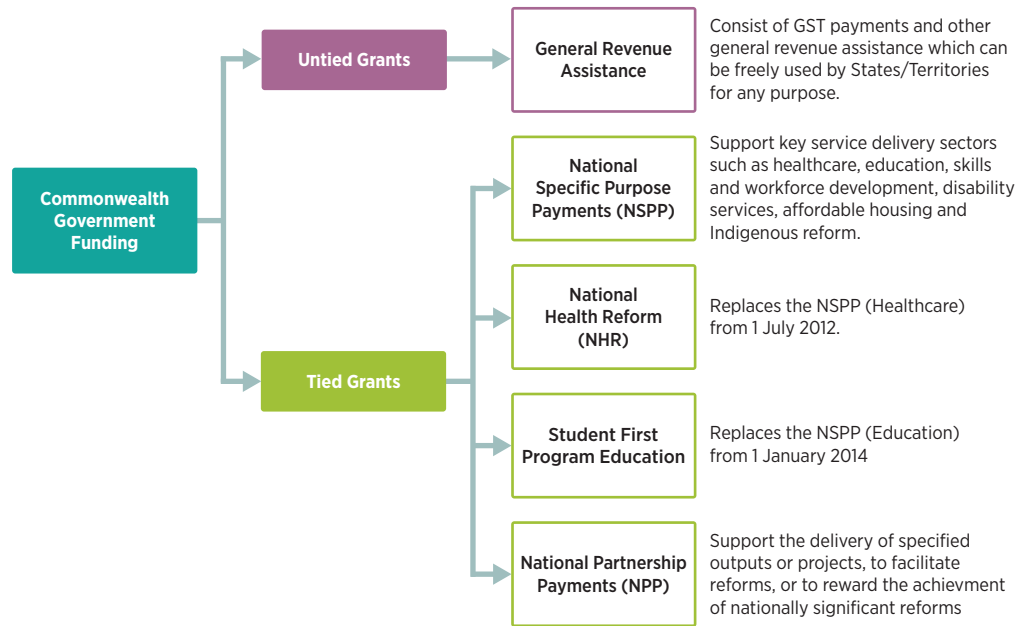 Commonwealth
Government
Funding
Untied Grants
General Revenue
Assistance
Consist of GST payments and other
general revenue assistance which can
be freely used by States/Territories
for any purpose.
Tied Grants
National
Specific Purpose
Payments (NSPP)
Support key service delivery sectors
such as healthcare, education, skills
and workforce development, disability
services, affordable housing and
Indigenous reform.
National
Health Reform
(NHR)
Replaces the NSPP (Healthcare)
from 1 July 2012.
Student First
Program Education
Replaces the NSPP (Education)
from 1 January 2014
National Partnership
Payments (NPP)
Support the delivery of specified
outputs or projects, to facilitate
reforms, or to reward the achievment
of nationally significant reforms